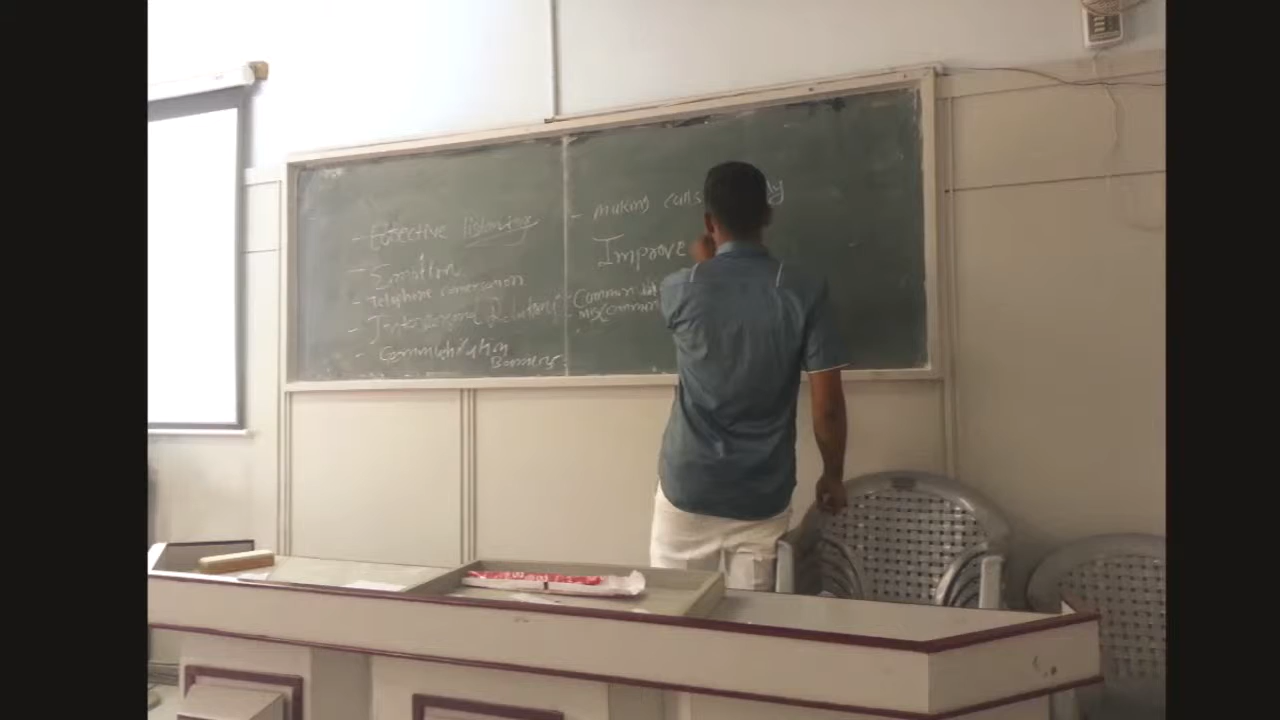 - Effective listening
- Emotion
- Telephone conversation
- Interpersonal Relations
- Communication
Barriers
- making calls
Improve